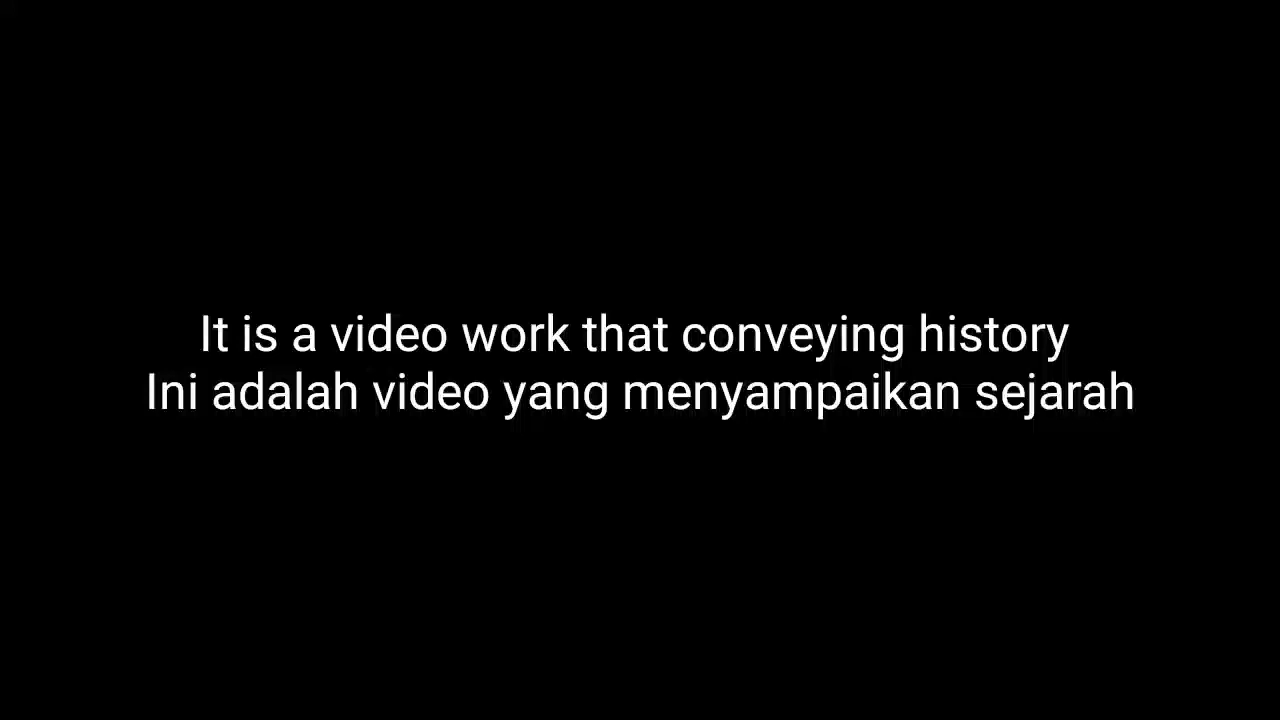 It is a video work that conveying history
Ini adalah video yang menyampaikan sejarah